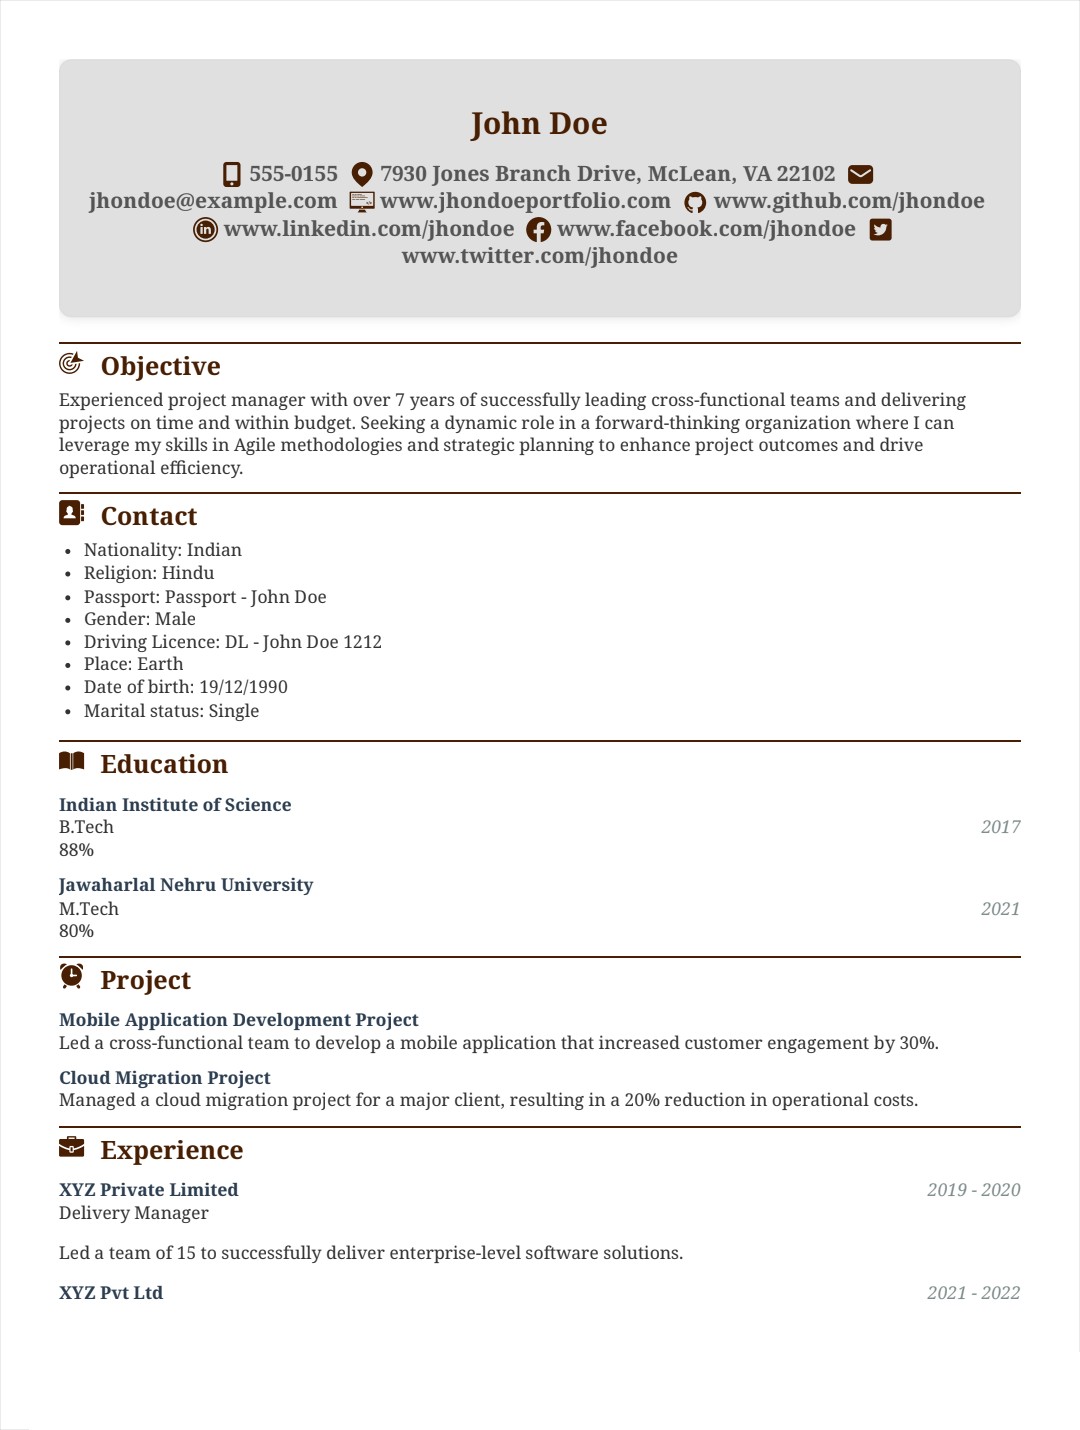 John Doe
555-0155 7930 Jones Branch Drive, McLean, VA 22102
jhondoe@example.com www.jhondoeportfolio.com www.github.com/jhondoe
www.linkedin.com/jhondoe www.facebook.com/jhondoe
www.twitter.com/jhondoe
Objective
Experienced project manager with over 7 years of successfully leading cross-functional teams and delivering
projects on time and within budget. Seeking a dynamic role in a forward-thinking organization where I can
leverage my skills in Agile methodologies and strategic planning to enhance project outcomes and drive
operational efficiency.
Contact
• Nationality: Indian
• Religion: Hindu
• Passport: Passport - John Doe
• Gender: Male
• Driving Licence: DL - John Doe 1212
• Place: Earth
• Date of birth: 19/12/1990
• Marital status: Single
Education
Indian Institute of Science
B.Tech 2017
88%
Jawaharlal Nehru University
M.Tech 2021
80%
Project
Mobile Application Development Project
Led a cross-functional team to develop a mobile application that increased customer engagement by 30%.
Cloud Migration Project
Managed a cloud migration project for a major client, resulting in a 20% reduction in operational costs.
Experience
XYZ Private Limited 2019 - 2020
Delivery Manager
Led a team of 15 to successfully deliver enterprise-level software solutions.
XYZ Pvt Ltd 2021 - 2022